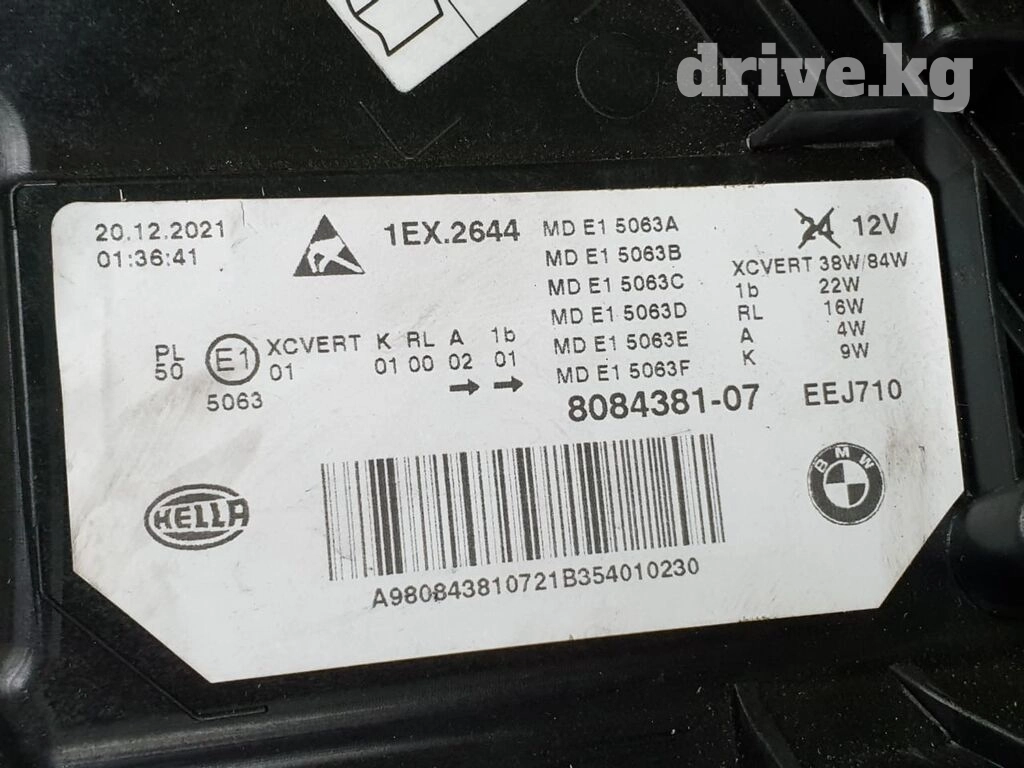 drive.kg
20.12.2021
01:36:41
1EX.2644
MD E1 5063A
MD E1 5063B
MD E1 5063C
MD E1 5063D
MD E1 5063E
MD E1 5063F
24 12V
XCVERT 38W/84W
1b 22W
RL 16W
A 4W
K 9W
PL
50
E1
5063
XCVERT K RL A 1b
01 01 00 02 01
8084381-07
EEJ710
HELLA
BMW
A980843810721B354010230